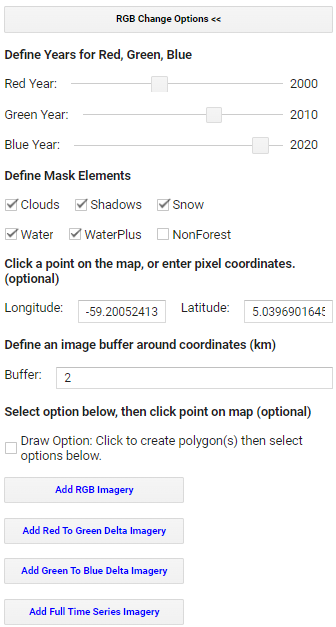 RGB Change Options <<
Define Years for Red, Green, Blue
Red Year: 2000
Green Year: 2010
Blue Year: 2020
Define Mask Elements
Clouds Shadows Snow
Water WaterPlus NonForest
Click a point on the map, or enter pixel coordinates.
(optional)
Longitude: -59.20052413 Latitude: 5.0396901645
Define an image buffer around coordinates (km)
Buffer: 2
Select option below, then click point on map (optional)
Draw Option: Click to create polygon(s) then select
options below.
Add RGB Imagery
Add Red To Green Delta Imagery
Add Green To Blue Delta Imagery
Add Full Time Series Imagery